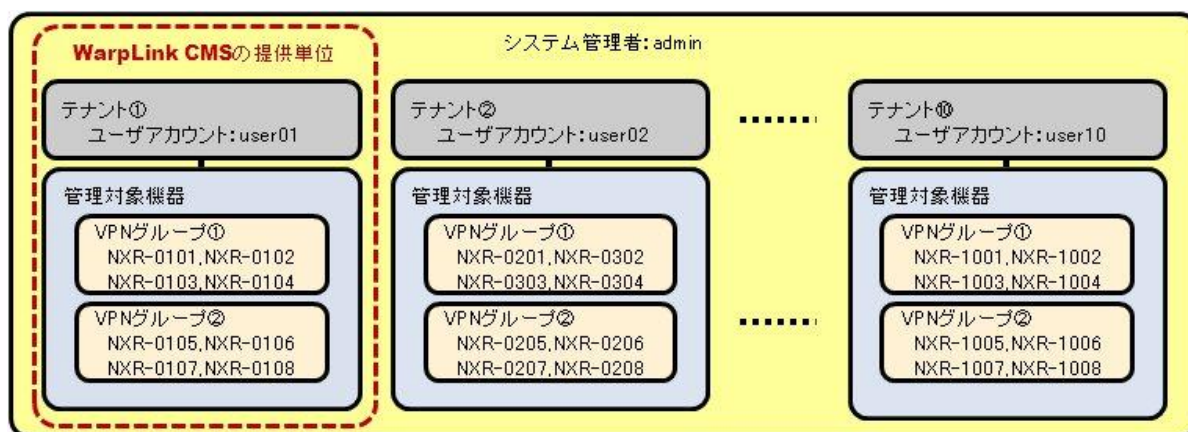 システム管理者:admin
WarpLink CMSの提供単位
テナント①
ユーザアカウント:user01
管理対象機器
VPNグループ①
NXR-0101,NXR-0102
NXR-0103,NXR-0104
VPNグループ②
NXR-0105,NXR-0106
NXR-0107,NXR-0108
テナント②
ユーザアカウント:user02
管理対象機器
VPNグループ①
NXR-0201,NXR-0302
NXR-0303,NXR-0304
VPNグループ②
NXR-0205,NXR-0206
NXR-0207,NXR-0208
テナント⑩
ユーザアカウント:user10
管理対象機器
VPNグループ①
NXR-1001,NXR-1002
NXR-1003,NXR-1004
VPNグループ②
NXR-1005,NXR-1006
NXR-1007,NXR-1008